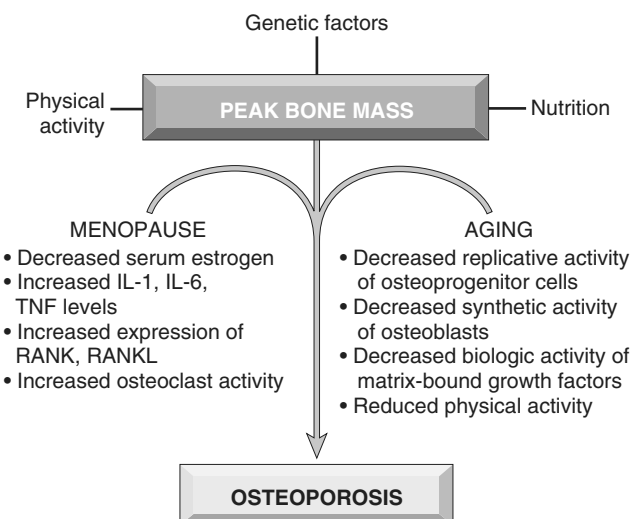 Genetic factors
Physical
activity
PEAK BONE MASS
Nutrition
MENOPAUSE
• Decreased serum estrogen
• Increased IL-1, IL-6,
TNF levels
• Increased expression of
RANK, RANKL
• Increased osteoclast activity
AGING
• Decreased replicative activity
of osteoprogenitor cells
• Decreased synthetic activity
of osteoblasts
• Decreased biologic activity of
matrix-bound growth factors
• Reduced physical activity
OSTEOPOROSIS